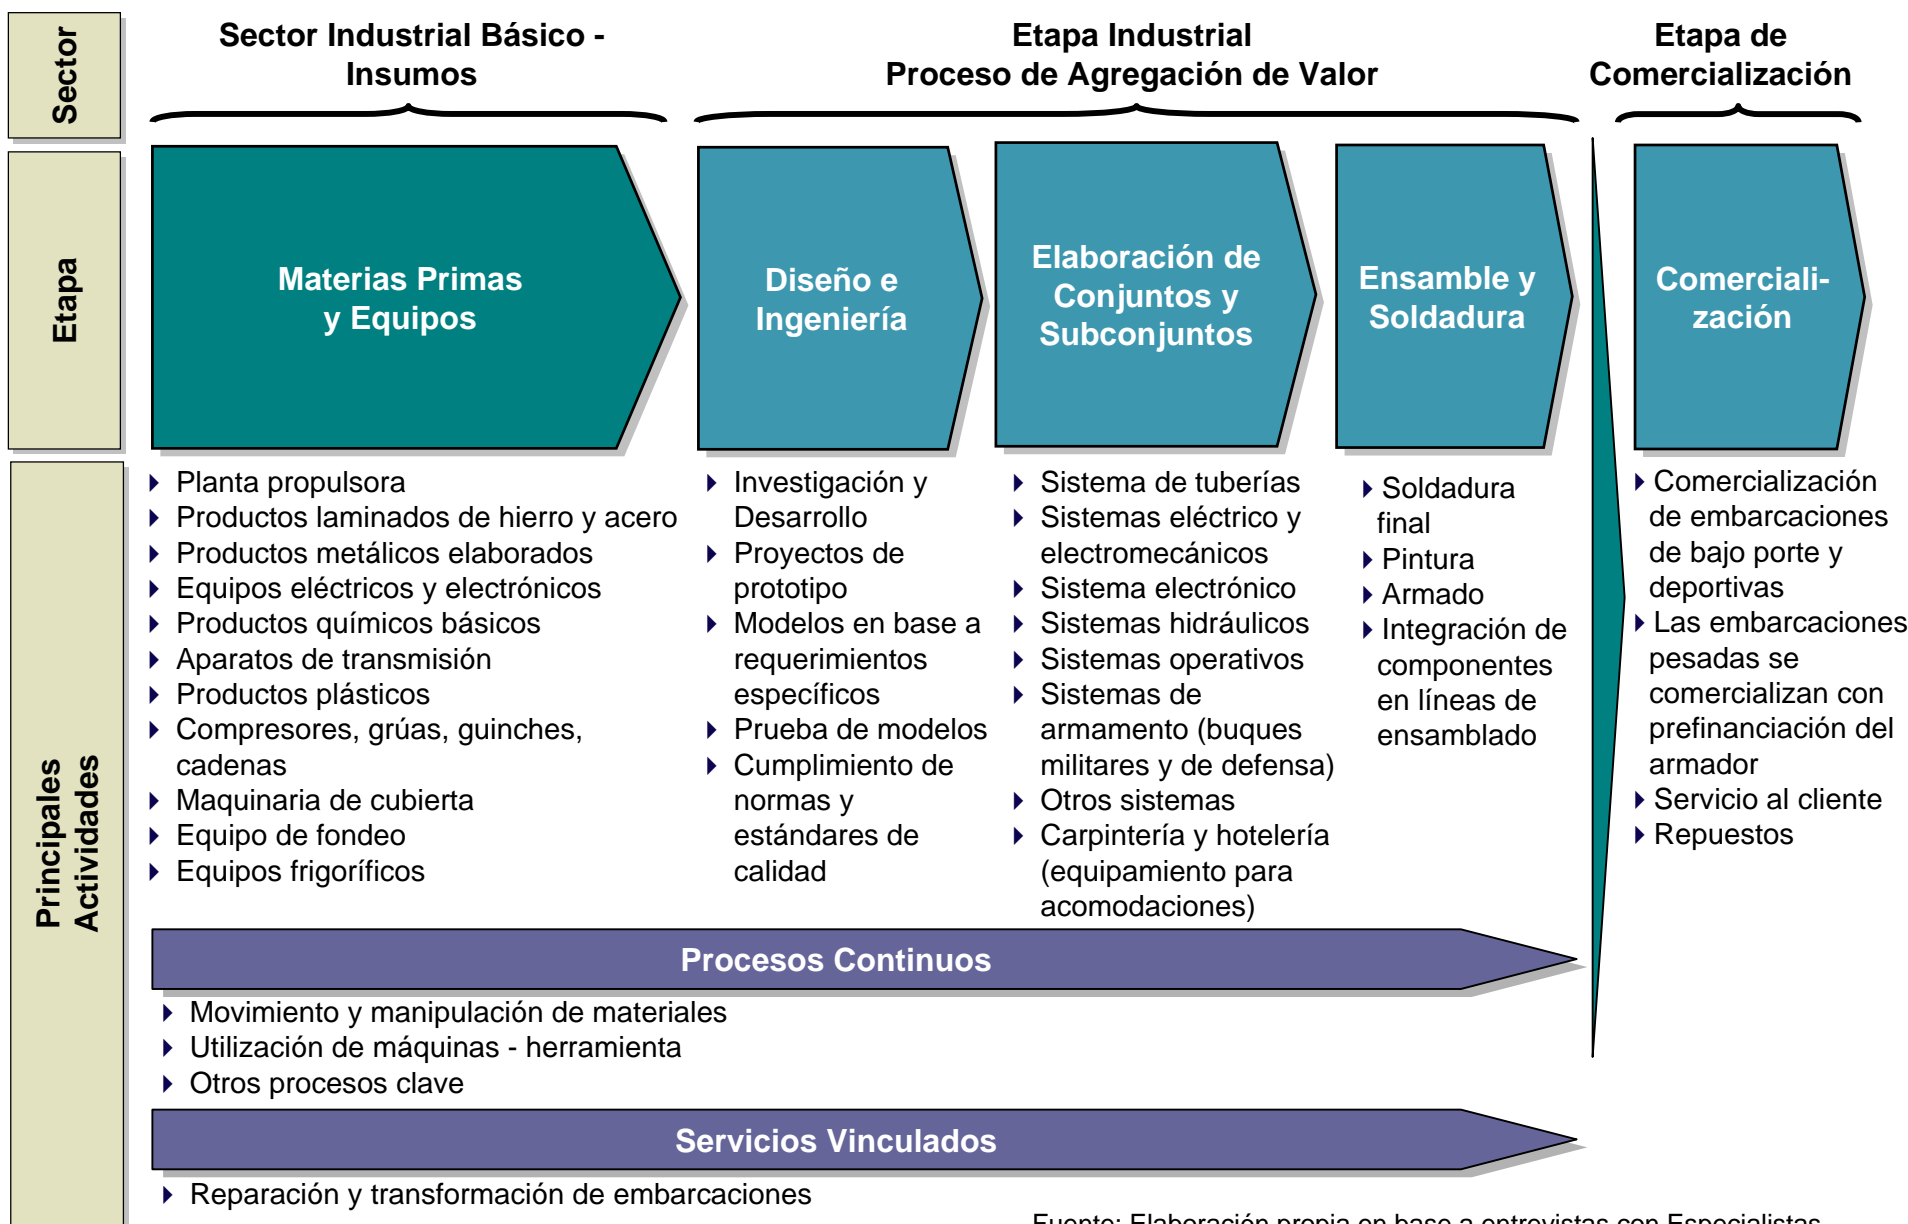 Sector
Sector Industrial Básico -
Insumos
Etapa Industrial
Proceso de Agregación de Valor
Etapa de
Comercialización
Etapa
Materias Primas
y Equipos
Diseño e
Ingeniería
Elaboración de
Conjuntos y
Subconjuntos
Ensamble y
Soldadura
Comerciali-
zación
Principales
Actividades
Planta propulsora
Productos laminados de hierro y acero
Productos metálicos elaborados
Equipos eléctricos y electrónicos
Productos químicos básicos
Aparatos de transmisión
Productos plásticos
Compresores, grúas, guinches,
cadenas
Maquinaria de cubierta
Equipo de fondeo
Equipos frigoríficos
Investigación y
Desarrollo
Proyectos de
prototipo
Modelos en base a
requerimientos
específicos
Prueba de modelos
Cumplimiento de
normas y
estándares de
calidad
Sistema de tuberías
Sistemas eléctrico y
electromecánicos
Sistema electrónico
Sistemas hidráulicos
Sistemas operativos
Sistemas de
armamento (buques
militares y de defensa)
Otros sistemas
Carpintería y hotelería
(equipamiento para
acomodaciones)
Soldadura
final
Pintura
Armado
Integración de
componentes
en líneas de
ensamblado
Comercialización
de embarcaciones
de bajo porte y
deportivas
Las embarcaciones
pesadas se
comercializan con
prefinanciación del
armador
Servicio al cliente
Repuestos
Procesos Continuos
Movimiento y manipulación de materiales
Utilización de máquinas - herramienta
Otros procesos clave
Servicios Vinculados
Reparación y transformación de embarcaciones
Fuente: Elaboración propia en base a entrevistas con Especialistas